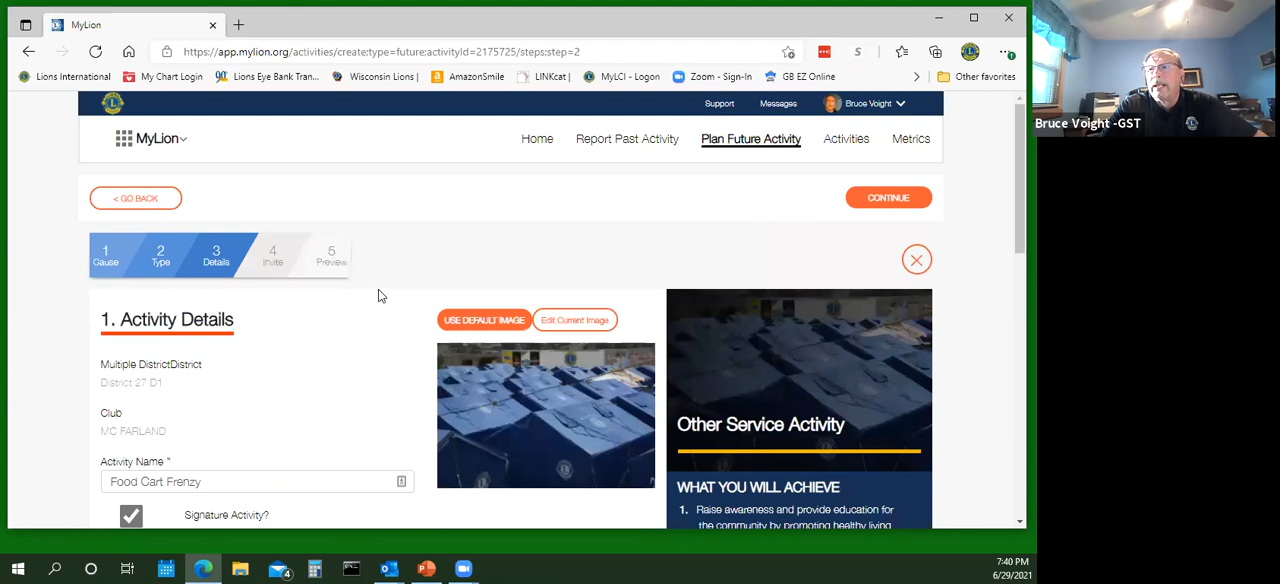 MyLion
https://app.mylion.org/activities/create;type=future;activityId=2175725/steps;step=2
Lions International
My Chart Login
Lions Eye Bank Tran...
Wisconsin Lions |
AmazonSmile
LINKcat |
MyLCI - Logon
Zoom - Sign-In
GB EZ Online
Other favorites
Support
Messages
Bruce Voight
MyLion
Home
Report Past Activity
Plan Future Activity
Activities
Metrics
< GO BACK
CONTINUE
1 Cause
2 Type
3 Details
4 Invite
5 Preview
1. Activity Details
USE DEFAULT IMAGE
Edit Current Image
Multiple DistrictDistrict
District 27 D1
Club
MC FARLAND
Activity Name *
Food Cart Frenzy
Signature Activity?
Other Service Activity
WHAT YOU WILL ACHIEVE
1. Raise awareness and provide education for
the community by promoting healthy living
Bruce Voight -GST
4
7:40 PM
6/29/2021